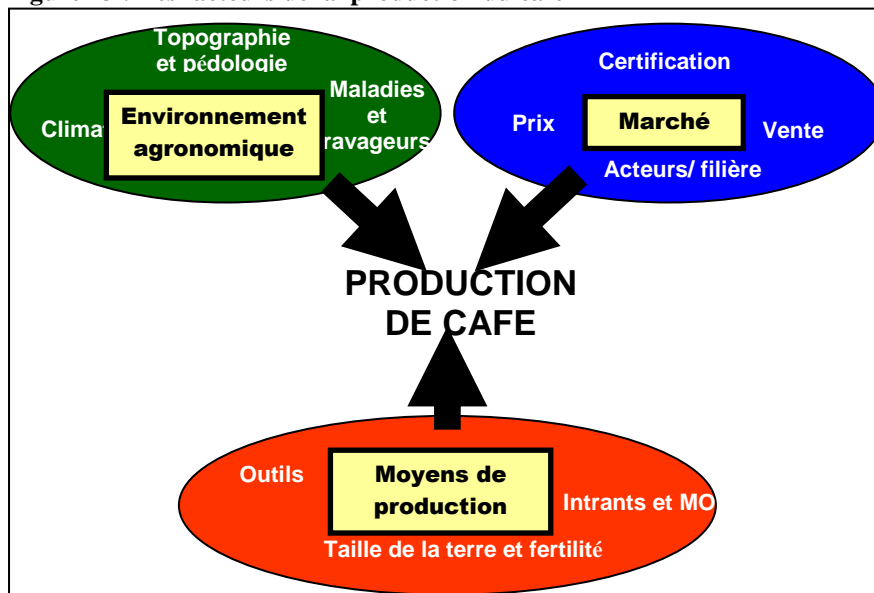 Topographie
et pédologie
Climat
Environnement
agronomique
Maladies
et
ravageurs
Certification
Prix
Marché
Vente
Acteurs/ filière
PRODUCTION
DE CAFE
Outils
Moyens de
production
Intrants et MO
Taille de la terre et fertilité